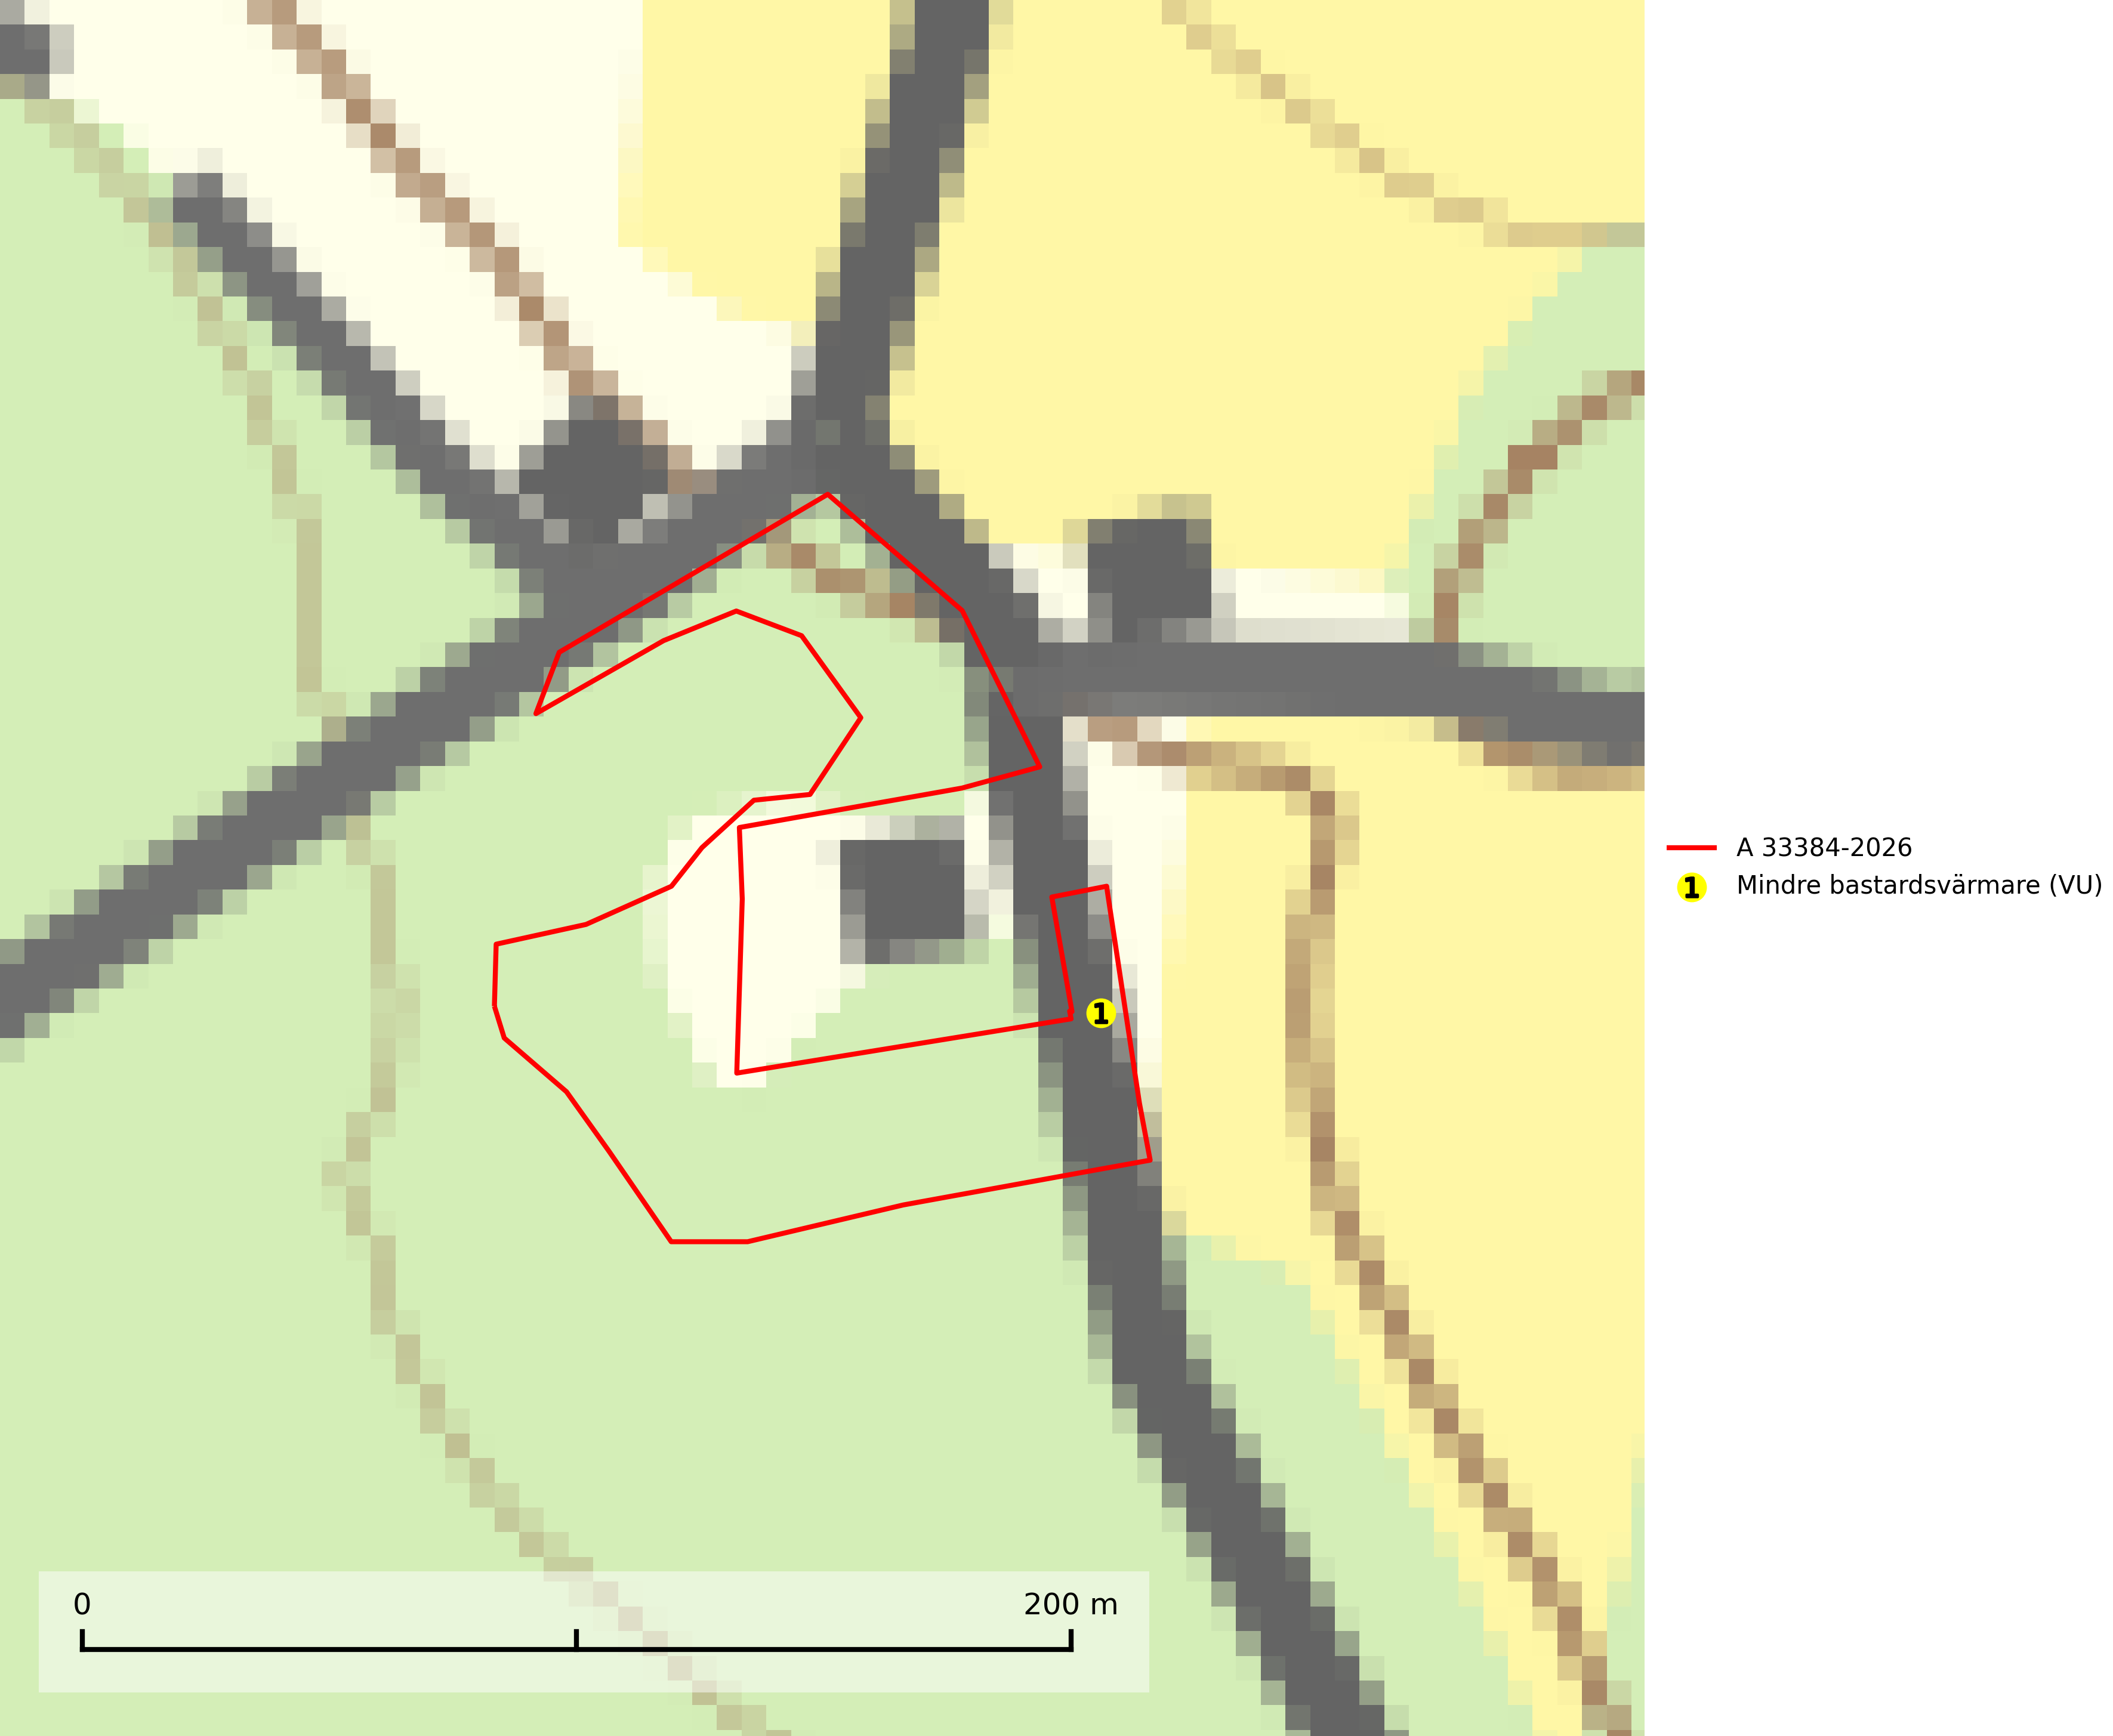 A 33384-2026
1 Mindre bastardsvärmare (VU)
1
0 200 m